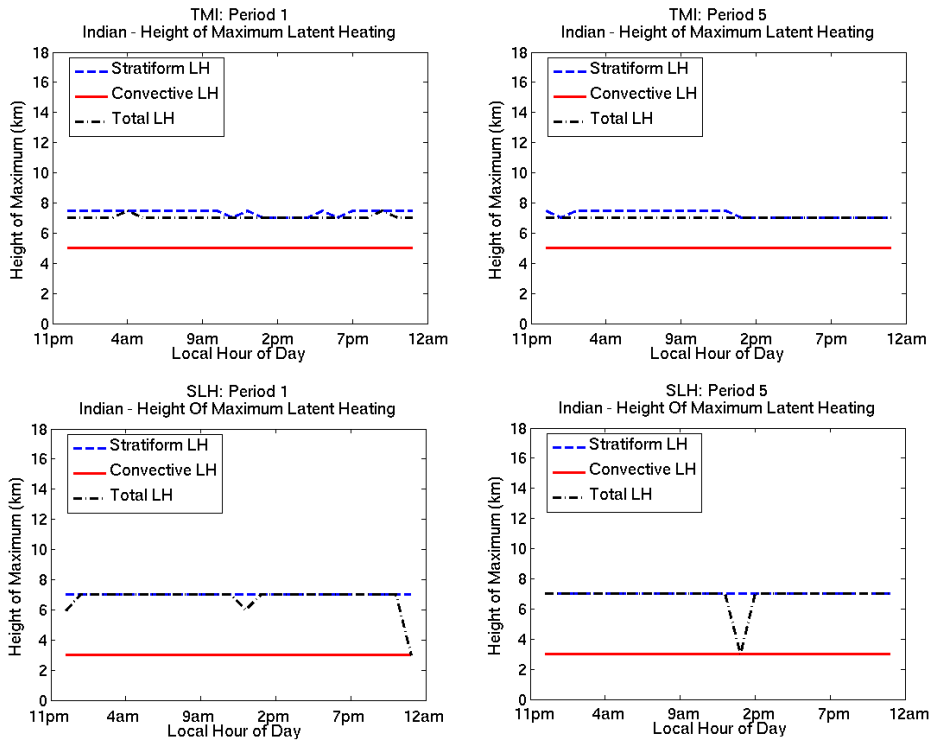 TMI: Period 1
Indian - Height of Maximum Latent Heating
Height of Maximum (km)
18
16
14
12
10
8
6
4
2
0
Stratiform LH
Convective LH
Total LH
11pm 4am 9am 2pm 7pm 12am
Local Hour of Day
TMI: Period 5
Indian - Height of Maximum Latent Heating
Height of Maximum (km)
18
16
14
12
10
8
6
4
2
0
Stratiform LH
Convective LH
Total LH
11pm 4am 9am 2pm 7pm 12am
Local Hour of Day
SLH: Period 1
Indian - Height Of Maximum Latent Heating
Height of Maximum (km)
18
16
14
12
10
8
6
4
2
0
Stratiform LH
Convective LH
Total LH
11pm 4am 9am 2pm 7pm 12am
Local Hour of Day
SLH: Period 5
Indian - Height Of Maximum Latent Heating
Height of Maximum (km)
18
16
14
12
10
8
6
4
2
0
Stratiform LH
Convective LH
Total LH
11pm 4am 9am 2pm 7pm 12am
Local Hour of Day